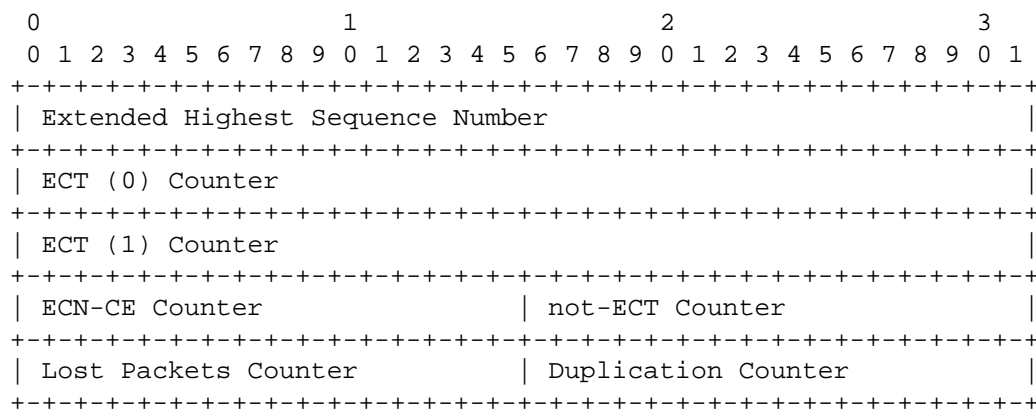 0                   1                   2                   3
 0 1 2 3 4 5 6 7 8 9 0 1 2 3 4 5 6 7 8 9 0 1 2 3 4 5 6 7 8 9 0 1
+-+-+-+-+-+-+-+-+-+-+-+-+-+-+-+-+-+-+-+-+-+-+-+-+-+-+-+-+-+-+-+-+
| Extended Highest Sequence Number                              |
+-+-+-+-+-+-+-+-+-+-+-+-+-+-+-+-+-+-+-+-+-+-+-+-+-+-+-+-+-+-+-+-+
| ECT (0) Counter                                               |
+-+-+-+-+-+-+-+-+-+-+-+-+-+-+-+-+-+-+-+-+-+-+-+-+-+-+-+-+-+-+-+-+
| ECT (1) Counter                                               |
+-+-+-+-+-+-+-+-+-+-+-+-+-+-+-+-+-+-+-+-+-+-+-+-+-+-+-+-+-+-+-+-+
| ECN-CE Counter                | not-ECT Counter               |
+-+-+-+-+-+-+-+-+-+-+-+-+-+-+-+-+-+-+-+-+-+-+-+-+-+-+-+-+-+-+-+-+
| Lost Packets Counter          | Duplication Counter           |
+-+-+-+-+-+-+-+-+-+-+-+-+-+-+-+-+-+-+-+-+-+-+-+-+-+-+-+-+-+-+-+-+